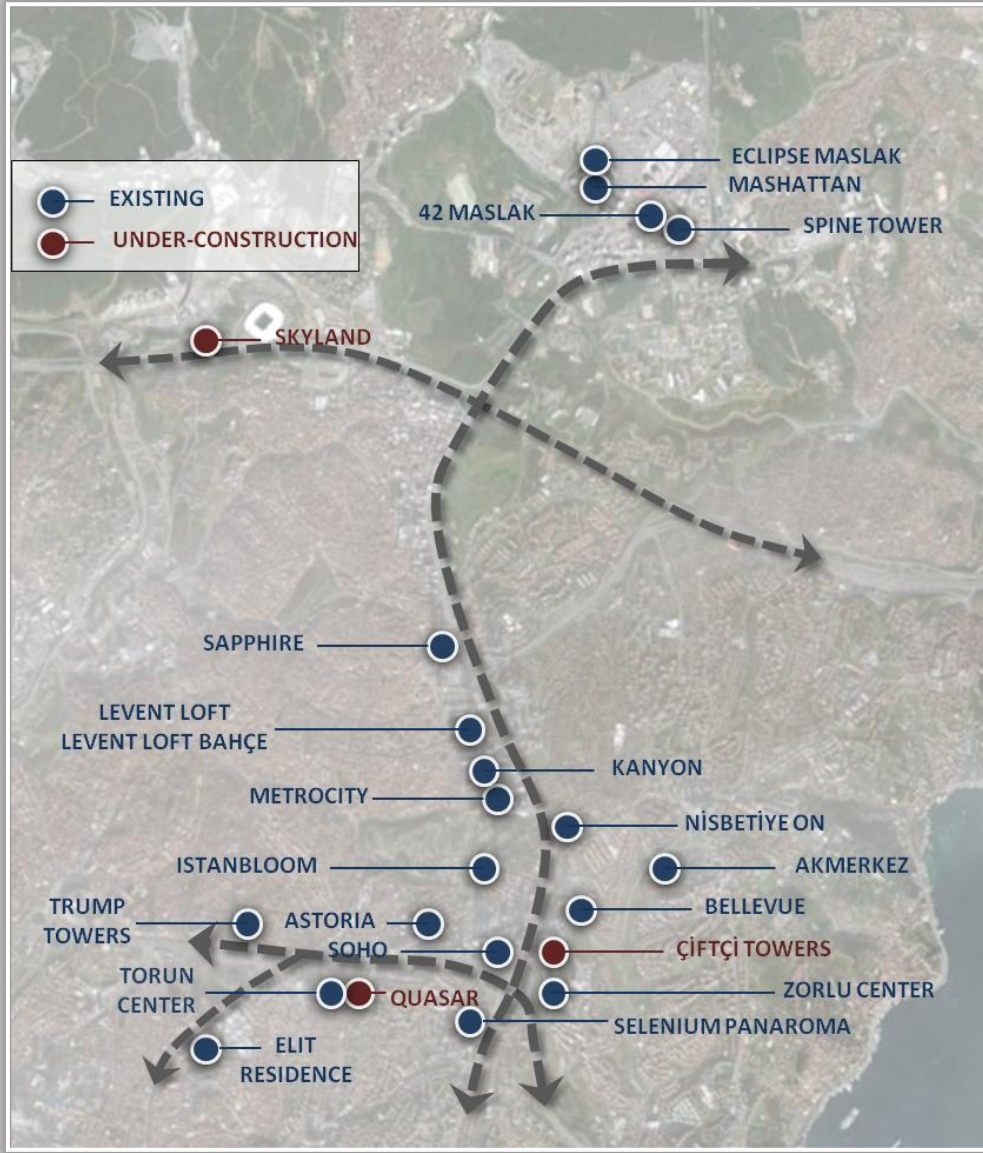 ECLIPSE MASLAK
EXISTING
MASHATTAN
42 MASLAK
SPINE TOWER
UNDER-CONSTRUCTION
SKYLAND
SAPPHIRE
LEVENT LOFT
LEVENT LOFT BAHÇE
KANYON
METROCITY
NİSBETİYE ON
ISTANBLOOM
AKMERKEZ
TRUMP
TOWERS
ASTORIA
BELLEVUE
SOHO
ÇİFTÇİ TOWERS
TORUN
CENTER
QUASAR
ZORLU CENTER
SELENIUM PANAROMA
ELIT
RESIDENCE